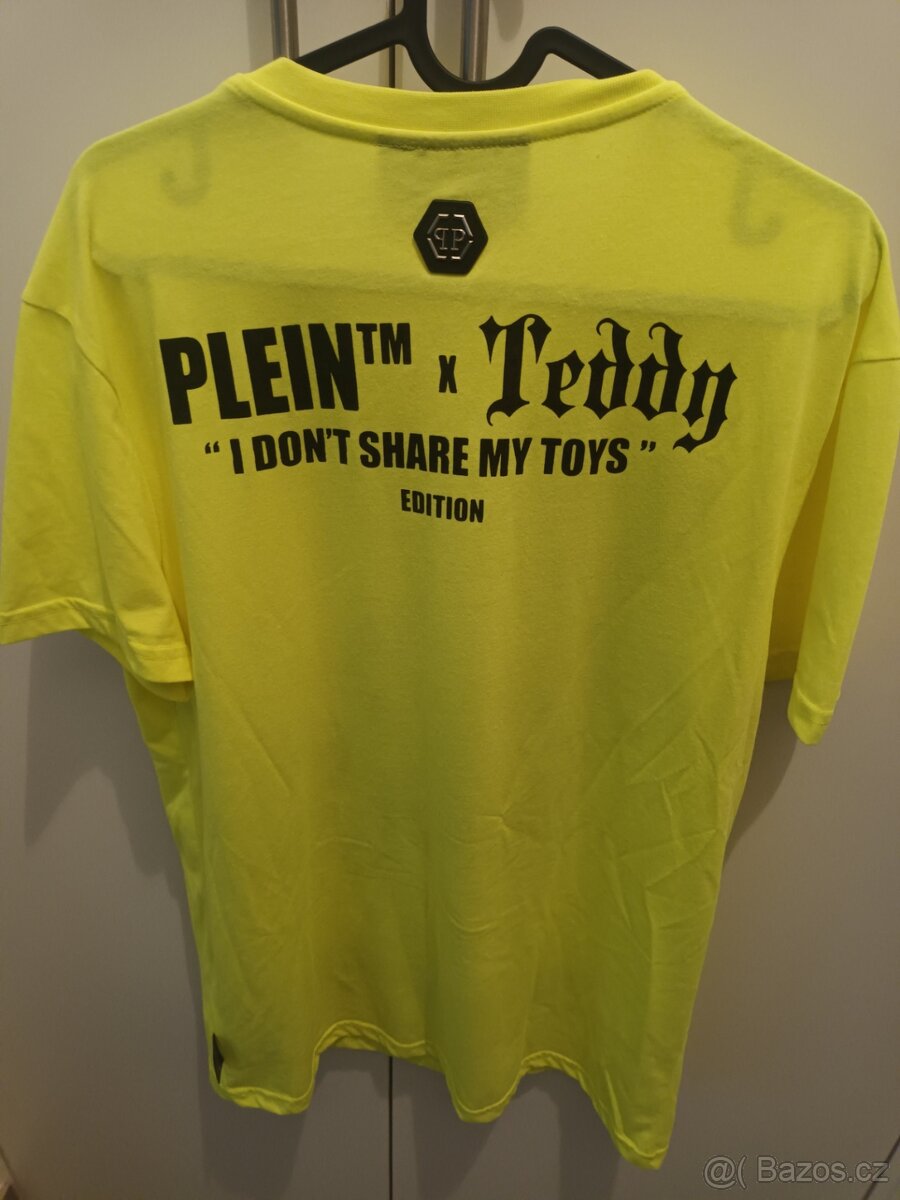 PLEIN™ x Teddy
“ I DON'T SHARE MY TOYS ”
EDITION
@( Bazos.cz